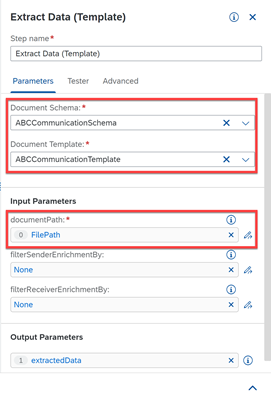 Extract Data (Template)
Step name*
Extract Data (Template)
Parameters Tester Advanced
Document Schema:*
ABCCommunicationSchema
Document Template:*
ABCCommunicationTemplate
Input Parameters
documentPath:*
0 FilePath
filterSenderEnrichmentBy:
None
filterReceiverEnrichmentBy:
None
Output Parameters
1 extractedData